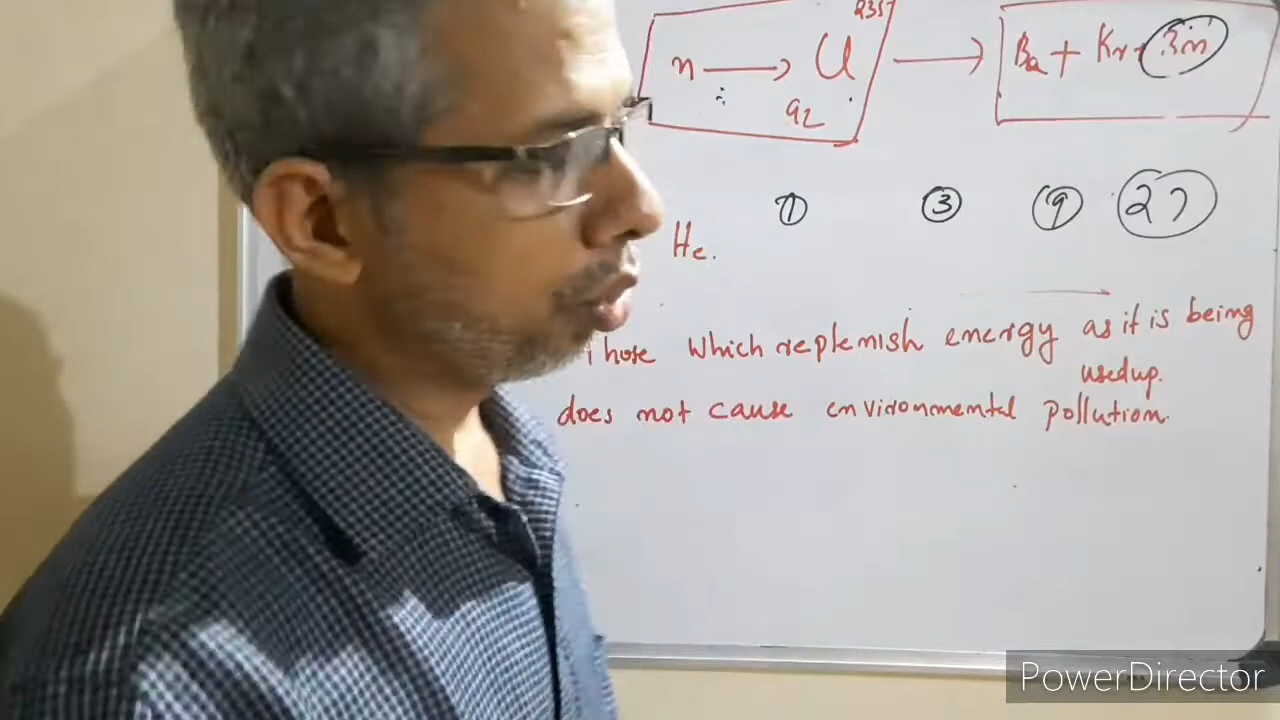 235
n → U → Ba + Kr + 3n
92
1 3 9 27
He.
Those which replemish energy as it is being
used up.
does not cause environmental pollution.
PowerDirector